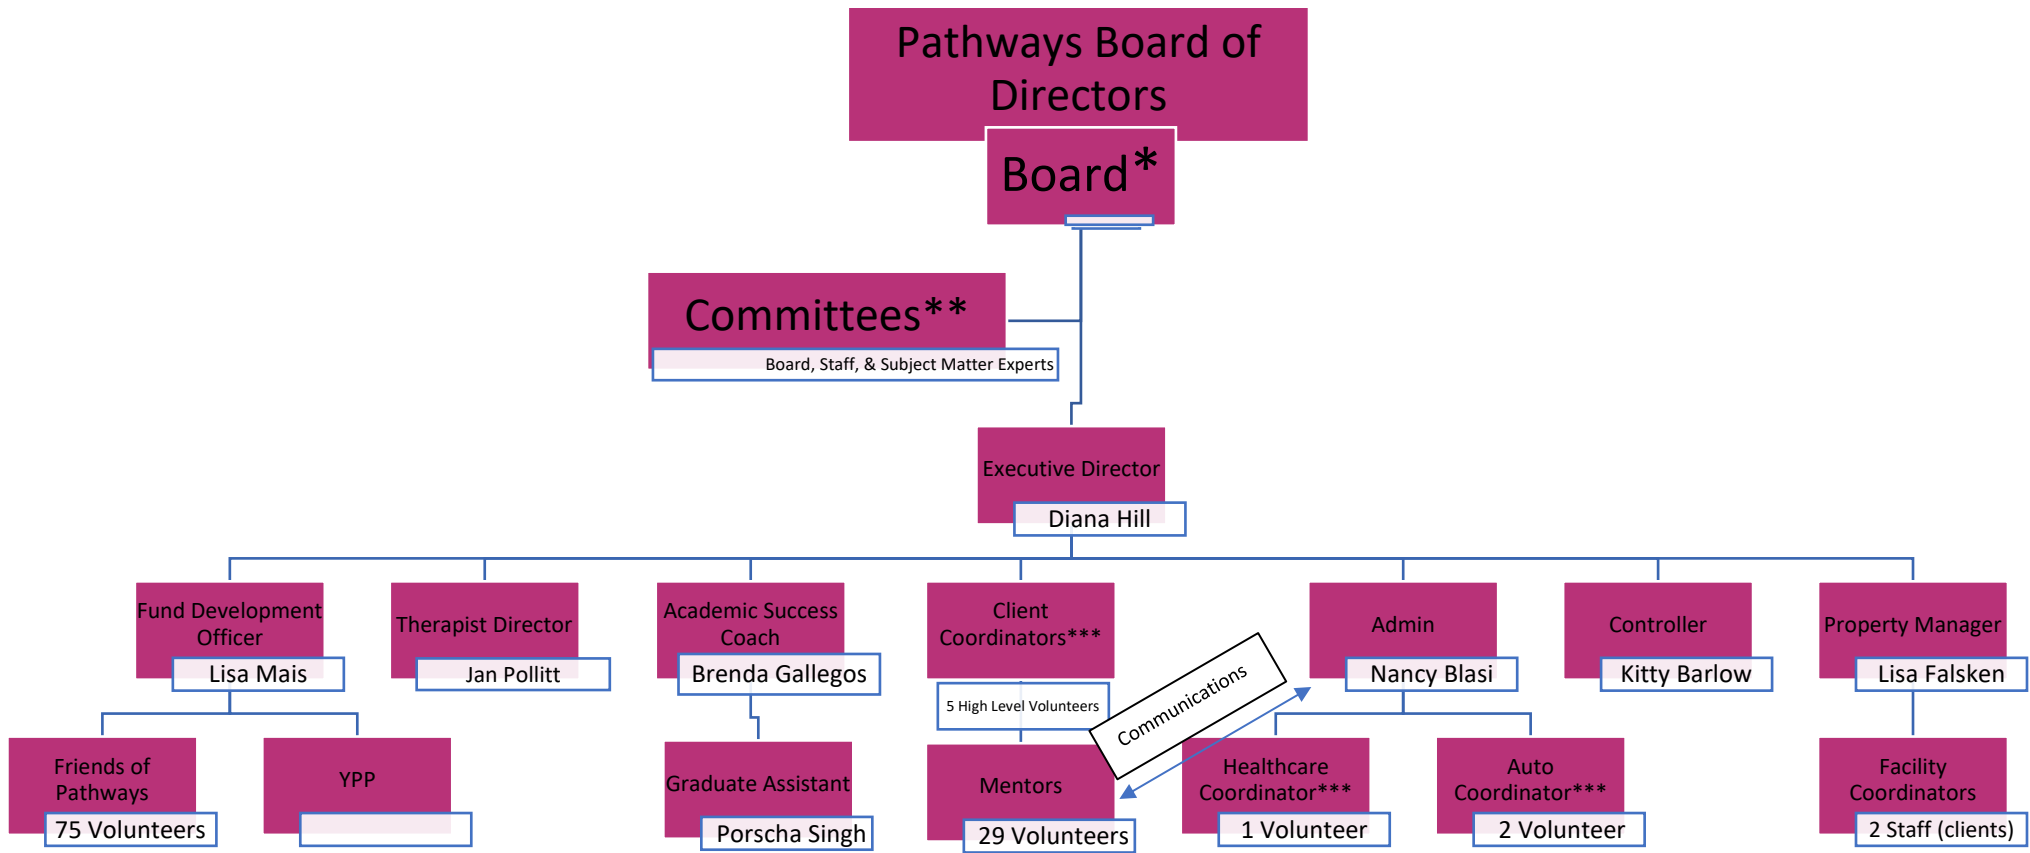 Pathways Board of
Directors
Board*
Committees**
Board, Staff, & Subject Matter Experts
Executive Director
Diana Hill
Fund Development
Officer
Lisa Mais
Therapist Director
Jan Pollitt
Academic Success
Coach
Brenda Gallegos
Client
Coordinators***
5 High Level Volunteers
Admin
Nancy Blasi
Controller
Kitty Barlow
Property Manager
Lisa Falsken
Communications
Friends of
Pathways
75 Volunteers
YPP
Graduate Assistant
Porscha Singh
Mentors
29 Volunteers
Healthcare
Coordinator***
1 Volunteer
Auto
Coordinator***
2 Volunteer
Facility
Coordinators
2 Staff (clients)